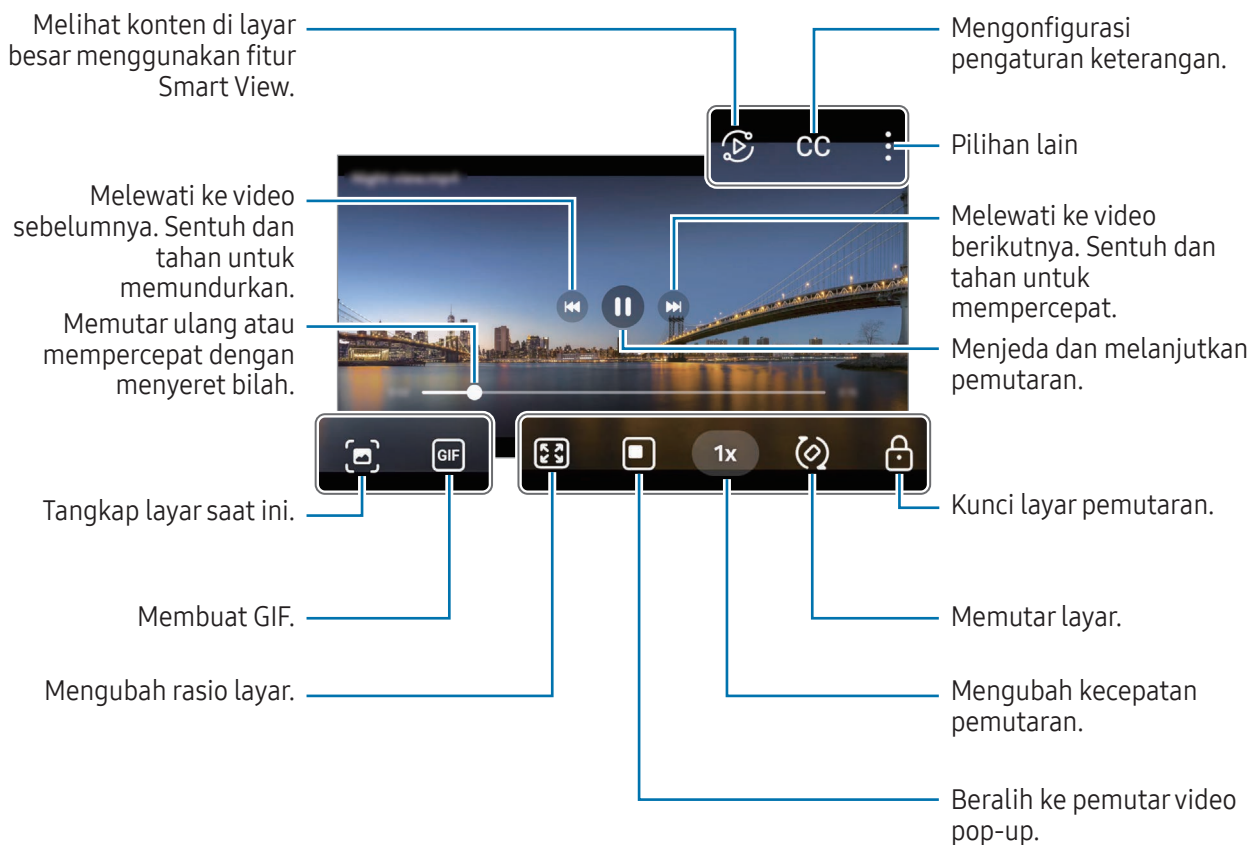 Melihat konten di layar
besar menggunakan fitur
Smart View.
Mengonfigurasi
pengaturan keterangan.
CC
Pilihan lain
Melewati ke video
sebelumnya. Sentuh dan
tahan untuk
memundurkan.
Melewati ke video
berikutnya. Sentuh dan
tahan untuk
mempercepat.
Memutar ulang atau
mempercepat dengan
menyeret bilah.
Menjeda dan melanjutkan
pemutaran.
GIF
1x
Tangkap layar saat ini.
Kunci layar pemutaran.
Membuat GIF.
Memutar layar.
Mengubah rasio layar.
Mengubah kecepatan
pemutaran.
Beralih ke pemutar video
pop-up.